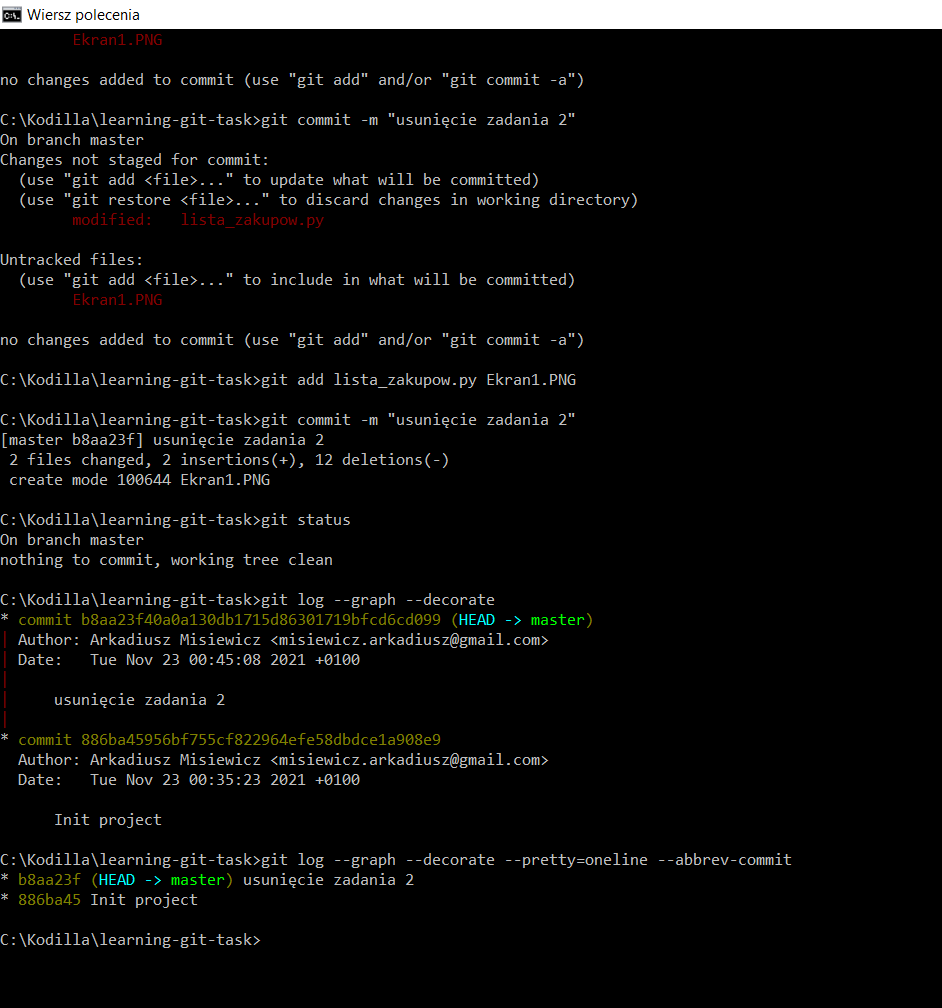 Wiersz polecenia
Ekran1.PNG
no changes added to commit (use "git add" and/or "git commit -a")
C:\Kodilla\learning-git-task>git commit -m "usunięcie zadania 2"
On branch master
Changes not staged for commit:
(use "git add <file>..." to update what will be committed)
(use "git restore <file>..." to discard changes in working directory)
modified:   lista_zakupow.py
Untracked files:
(use "git add <file>..." to include in what will be committed)
Ekran1.PNG
no changes added to commit (use "git add" and/or "git commit -a")
C:\Kodilla\learning-git-task>git add lista_zakupow.py Ekran1.PNG
C:\Kodilla\learning-git-task>git commit -m "usunięcie zadania 2"
[master b8aa23f] usunięcie zadania 2
2 files changed, 2 insertions(+), 12 deletions(-)
create mode 100644 Ekran1.PNG
C:\Kodilla\learning-git-task>git status
On branch master
nothing to commit, working tree clean
C:\Kodilla\learning-git-task>git log --graph --decorate
* commit b8aa23f40a0a130db1715d86301719bfcd6cd099 (HEAD -> master)
| Author: Arkadiusz Misiewicz <misiewicz.arkadiusz@gmail.com>
| Date:   Tue Nov 23 00:45:08 2021 +0100
|
|     usunięcie zadania 2
|
* commit 886ba45956bf755cf822964efe58dbdce1a908e9
Author: Arkadiusz Misiewicz <misiewicz.arkadiusz@gmail.com>
Date:   Tue Nov 23 00:35:23 2021 +0100
Init project
C:\Kodilla\learning-git-task>git log --graph --decorate --pretty=oneline --abbrev-commit
* b8aa23f (HEAD -> master) usunięcie zadania 2
* 886ba45 Init project
C:\Kodilla\learning-git-task>